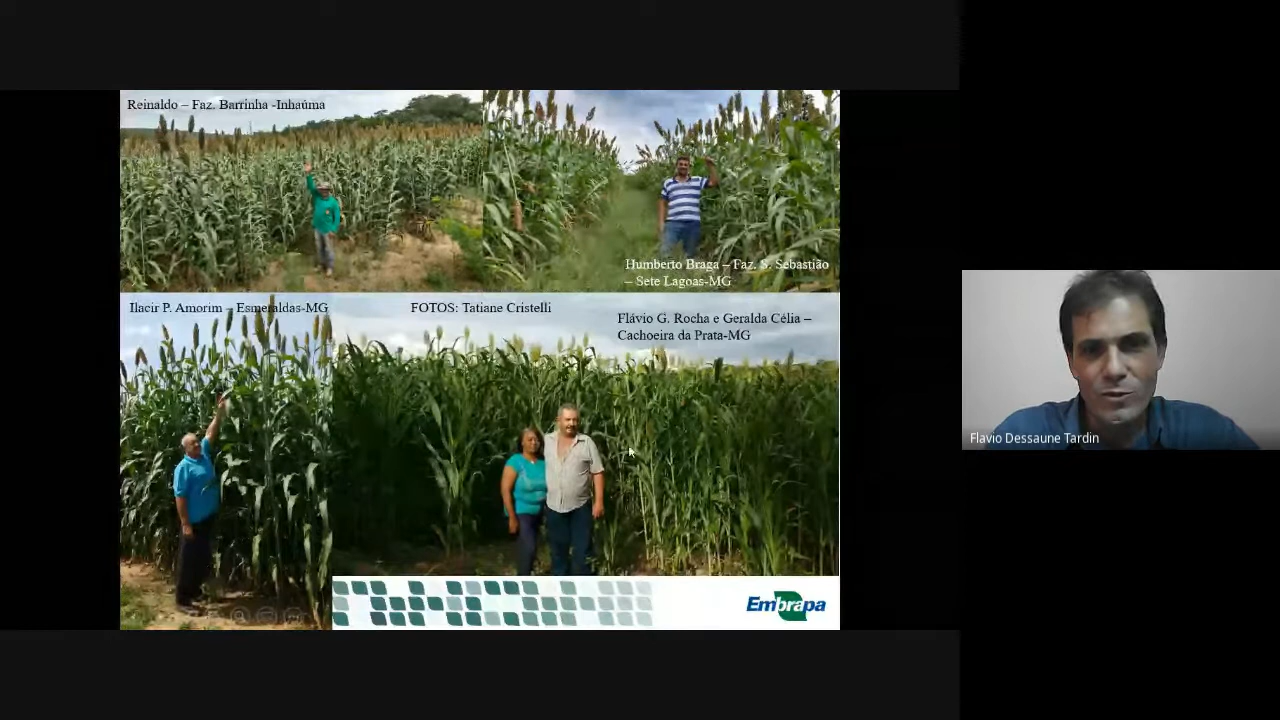 Reinaldo – Faz. Barrinha -Inhaúma
Humberto Braga – Faz. S. Sebastião
– Sete Lagoas-MG
Ilacir P. Amorim – Esmeraldas-MG
FOTOS: Tatiane Cristelli
Flávio G. Rocha e Geralda Célia –
Cachoeira da Prata-MG
Embrapa
Flavio Dessaune Tardin